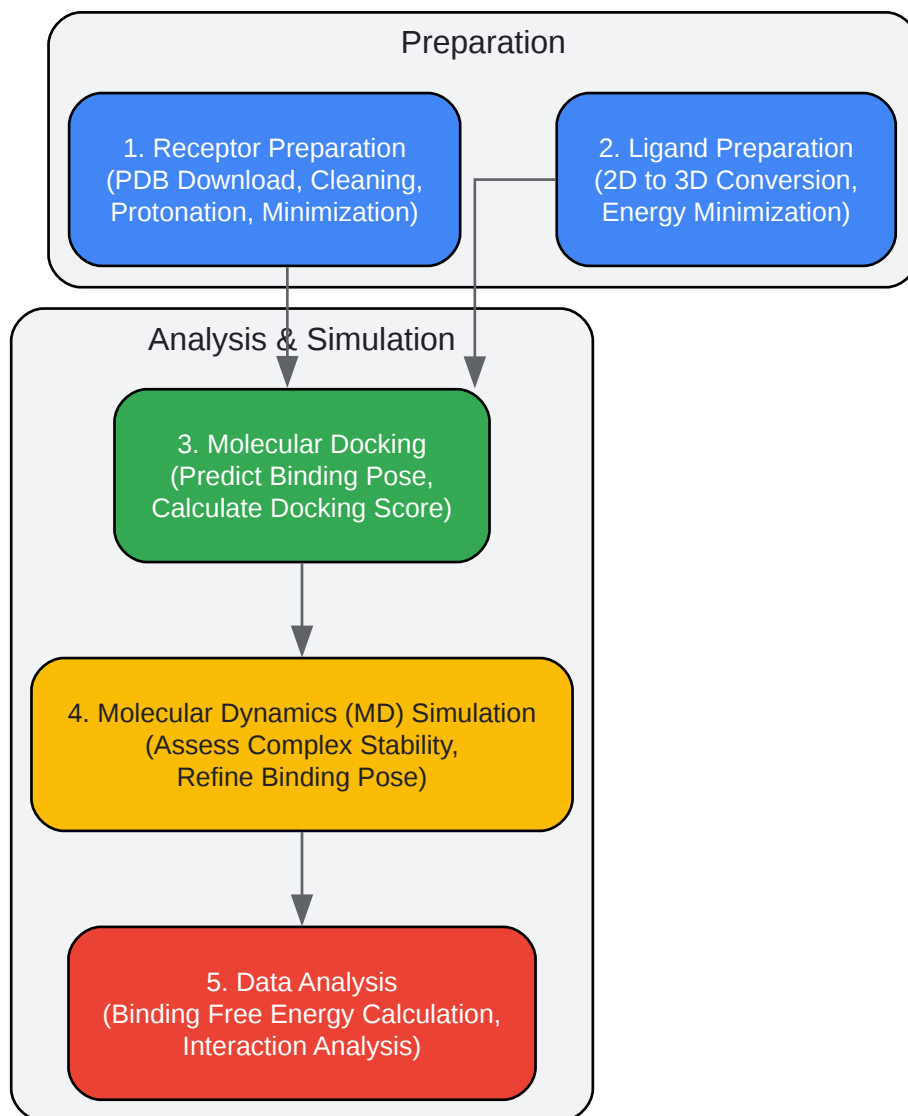 Preparation
1. Receptor Preparation
(PDB Download, Cleaning,
Protonation, Minimization)
2. Ligand Preparation
(2D to 3D Conversion,
Energy Minimization)
Analysis & Simulation
3. Molecular Docking
(Predict Binding Pose,
Calculate Docking Score)
4. Molecular Dynamics (MD) Simulation
(Assess Complex Stability,
Refine Binding Pose)
5. Data Analysis
(Binding Free Energy Calculation,
Interaction Analysis)